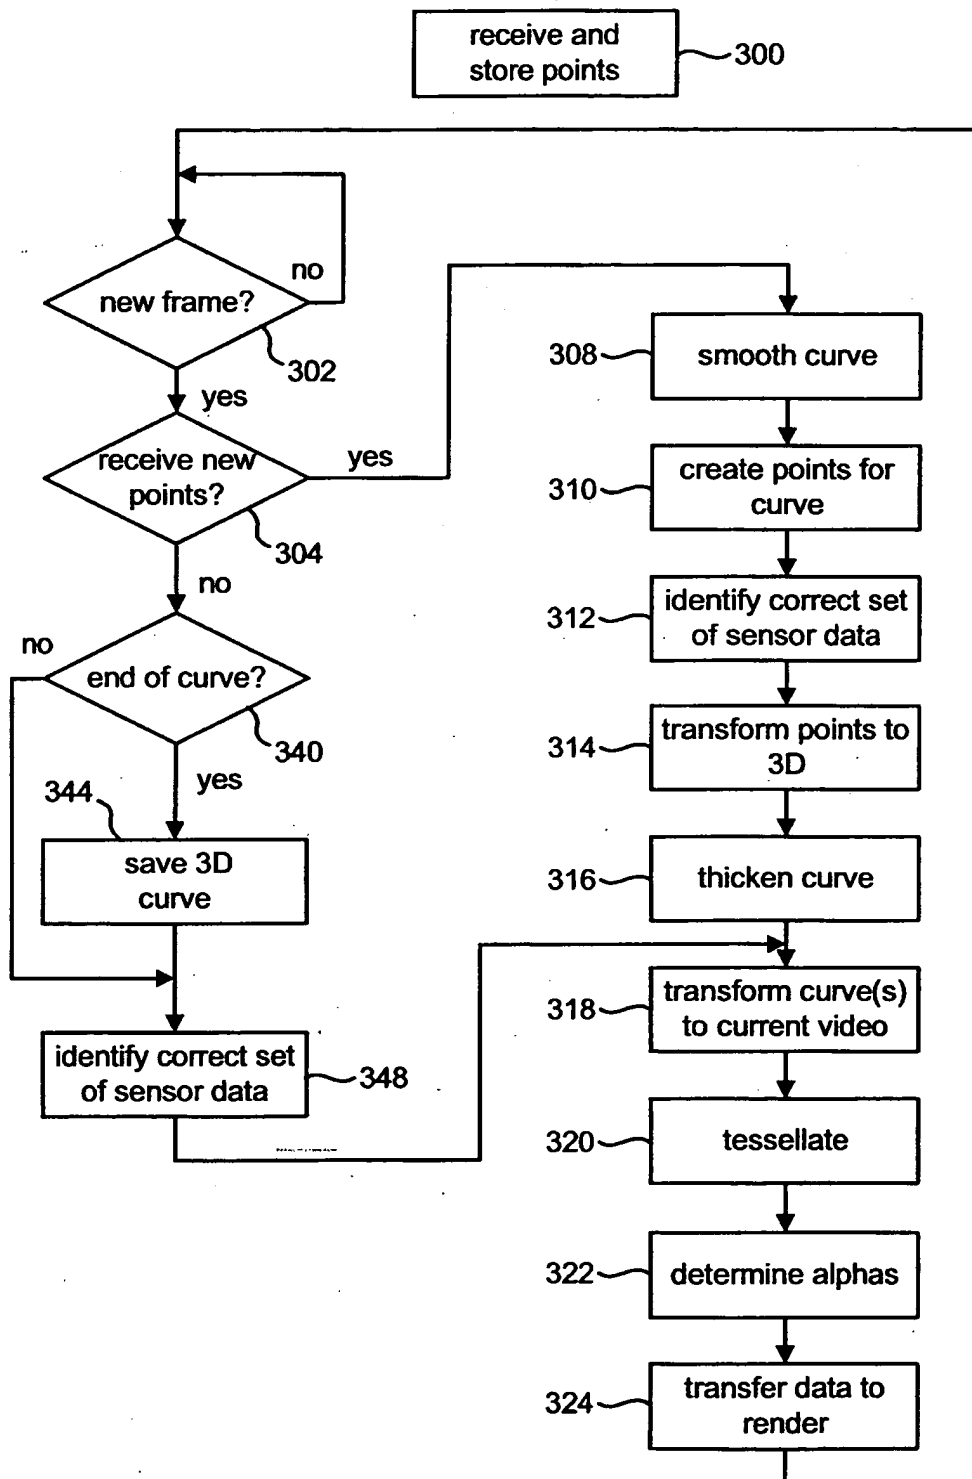 receive and
store points
300
no
new frame?
302
yes
receive new
points?
yes
304
no
no
end of curve?
340
yes
344
save 3D
curve
identify correct set
of sensor data
348
308
smooth curve
310
create points for
curve
312
identify correct set
of sensor data
314
transform points to
3D
316
thicken curve
318
transform curve(s)
to current video
320
tessellate
322
determine alphas
324
transfer data to
render